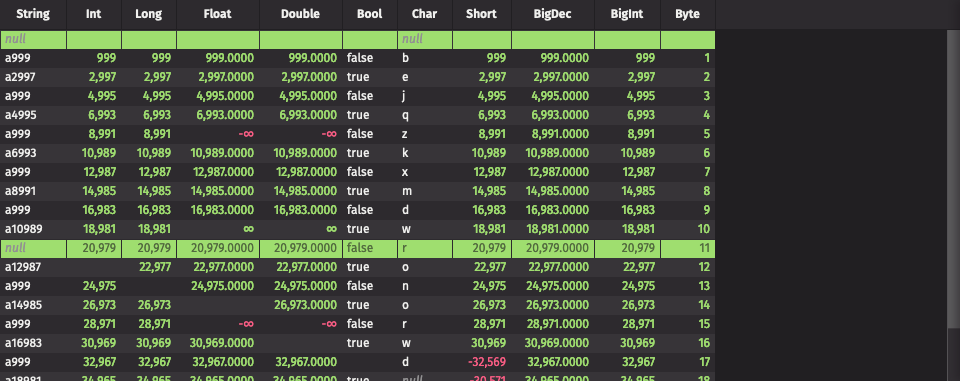 String Int Long Float Double Bool Char Short BigDec BigInt Byte
null null
a999 999 999 999.0000 999.0000 false b 999 999.0000 999 1
a2997 2,997 2,997 2,997.0000 2,997.0000 true e 2,997 2,997.0000 2,997 2
a999 4,995 4,995 4,995.0000 4,995.0000 false j 4,995 4,995.0000 4,995 3
a4995 6,993 6,993 6,993.0000 6,993.0000 true q 6,993 6,993.0000 6,993 4
a999 8,991 8,991 -∞ -∞ false z 8,991 8,991.0000 8,991 5
a6993 10,989 10,989 10,989.0000 10,989.0000 true k 10,989 10,989.0000 10,989 6
a999 12,987 12,987 12,987.0000 12,987.0000 false x 12,987 12,987.0000 12,987 7
a8991 14,985 14,985 14,985.0000 14,985.0000 true m 14,985 14,985.0000 14,985 8
a999 16,983 16,983 16,983.0000 16,983.0000 false d 16,983 16,983.0000 16,983 9
a10989 18,981 18,981 ∞ ∞ true w 18,981 18,981.0000 18,981 10
null 20,979 20,979 20,979.0000 20,979.0000 false r 20,979 20,979.0000 20,979 11
a12987 22,977 22,977.0000 22,977.0000 true o 22,977 22,977.0000 22,977 12
a999 24,975 24,975.0000 24,975.0000 false n 24,975 24,975.0000 24,975 13
a14985 26,973 26,973 26,973.0000 true o 26,973 26,973.0000 26,973 14
a999 28,971 28,971 -∞ -∞ false r 28,971 28,971.0000 28,971 15
a16983 30,969 30,969 30,969.0000 true w 30,969 30,969.0000 30,969 16
a999 32,967 32,967 32,967.0000 32,967.0000 d -32,569 32,967.0000 32,967 17
a18981 34,965 34,965 34,965.0000 34,965.0000 true null -30,571 34,965.0000 34,965 18